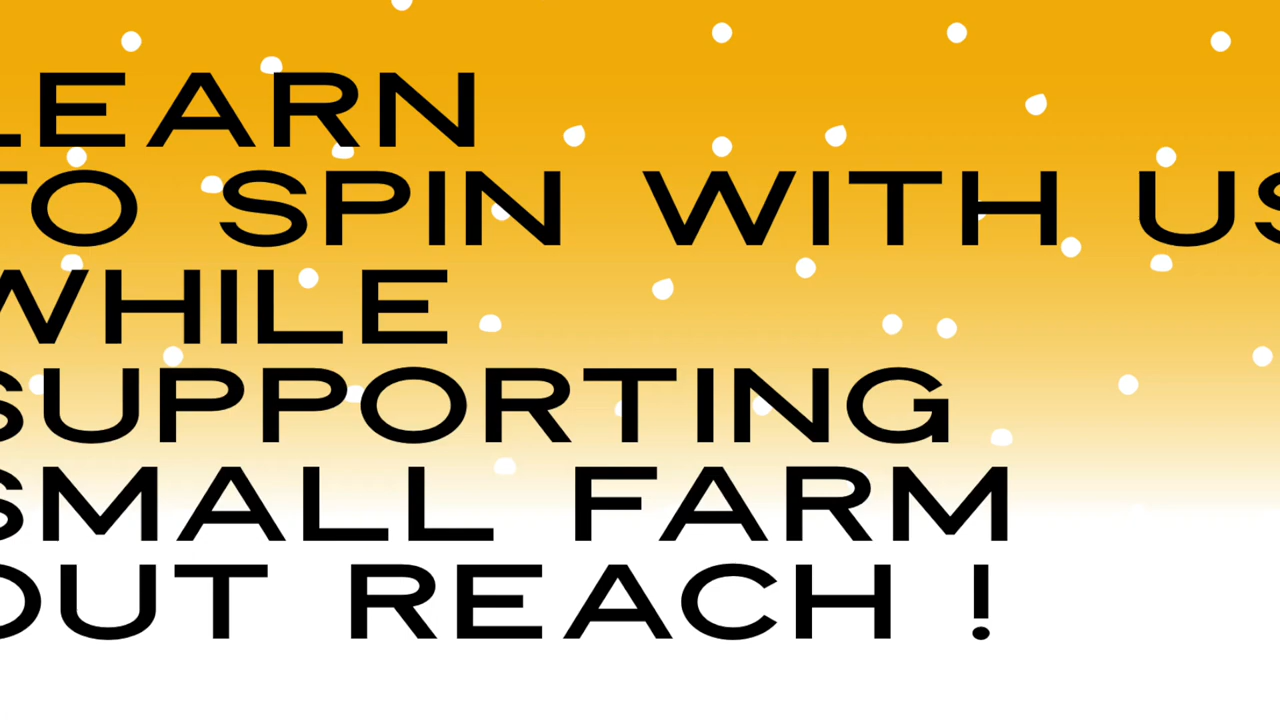 LEARN
TO SPIN WITH US
WHILE
SUPPORTING
SMALL FARM
OUT REACH !